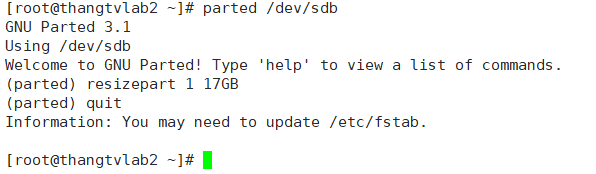 [root@thangtvlab2 ~]# parted /dev/sdb
GNU Parted 3.1
Using /dev/sdb
Welcome to GNU Parted! Type 'help' to view a list of commands.
(parted) resizepart 1 17GB
(parted) quit
Information: You may need to update /etc/fstab.
[root@thangtvlab2 ~]#